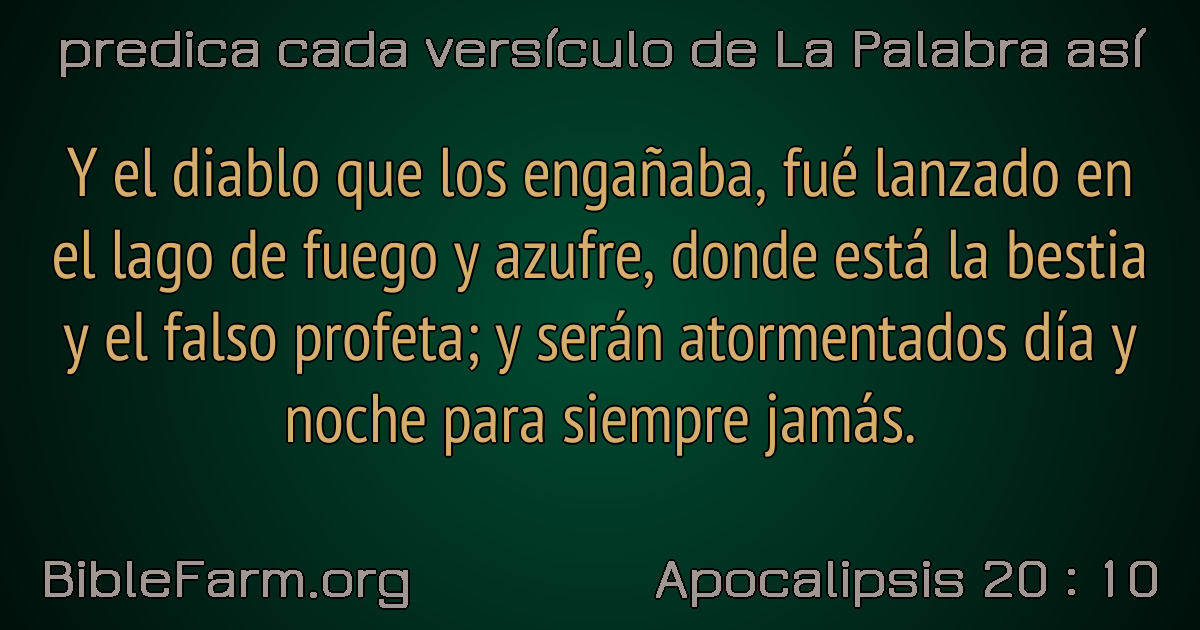 predica cada versículo de La Palabra así
Y el diablo que los engañaba, fué lanzado en
el lago de fuego y azufre, donde está la bestia
y el falso profeta; y serán atormentados día y
noche para siempre jamás.
BibleFarm.org
Apocalipsis 20 : 10